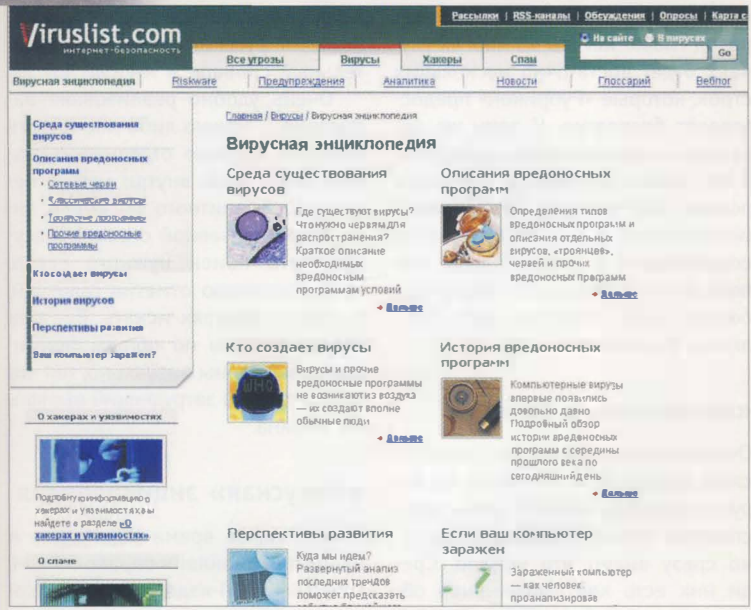 Viruslist.com
интернет-безопасность
Рассылки | RSS-каналы | Обсуждения | Опросы | Карта с
На сайте В вирусах
Go
Все угрозы Вирусы Хакеры Спам
Вирусная энциклопедия | Riskware | Предупреждения | Аналитика | Новости | Глоссарий | Веблог
Среда существования
вирусов
Описания вредоносных
программ
Сетевые черви
Классические вирусы
Троянские программы
Прочие вредоносные
программы
Кто создает вирусы
История вирусов
Перспективы развития
Ваш компьютер заражен?
О хакерах и уязвимостях
Подробную информацию о
хакерах и уязвимостях вы
найдете в разделе «О
хакерах и уязвимостях».
О спаме
Главная / Вирусы / Вирусная энциклопедия
Вирусная энциклопедия
Среда существования
вирусов
Где существуют вирусы?
Что нужно червям для
распространения?
Краткое описание
необходимых
вредоносным
программам условий
Дальше
Описания вредоносных
программ
Определения типов
вредоносных программ и
описания отдельных
вирусов, «троянцев»,
червей и прочих
вредоносных программ
Дальше
Кто создает вирусы
Вирусы и прочие
вредоносные программы
не возникают из воздуха
— их создают вполне
обычные люди
Дальше
История вредоносных
программ
Компьютерные вирусы
впервые появились
довольно давно
Подробный обзор
истории вредоносных
программ с середины
прошлого века по
сегодняшний день
Дальше
Перспективы развития
Куда мы идем?
Развернутый анализ
последних трендов
поможет предсказать
Если ваш компьютер
заражен
Зараженный компьютер
— как человек
проанализировав